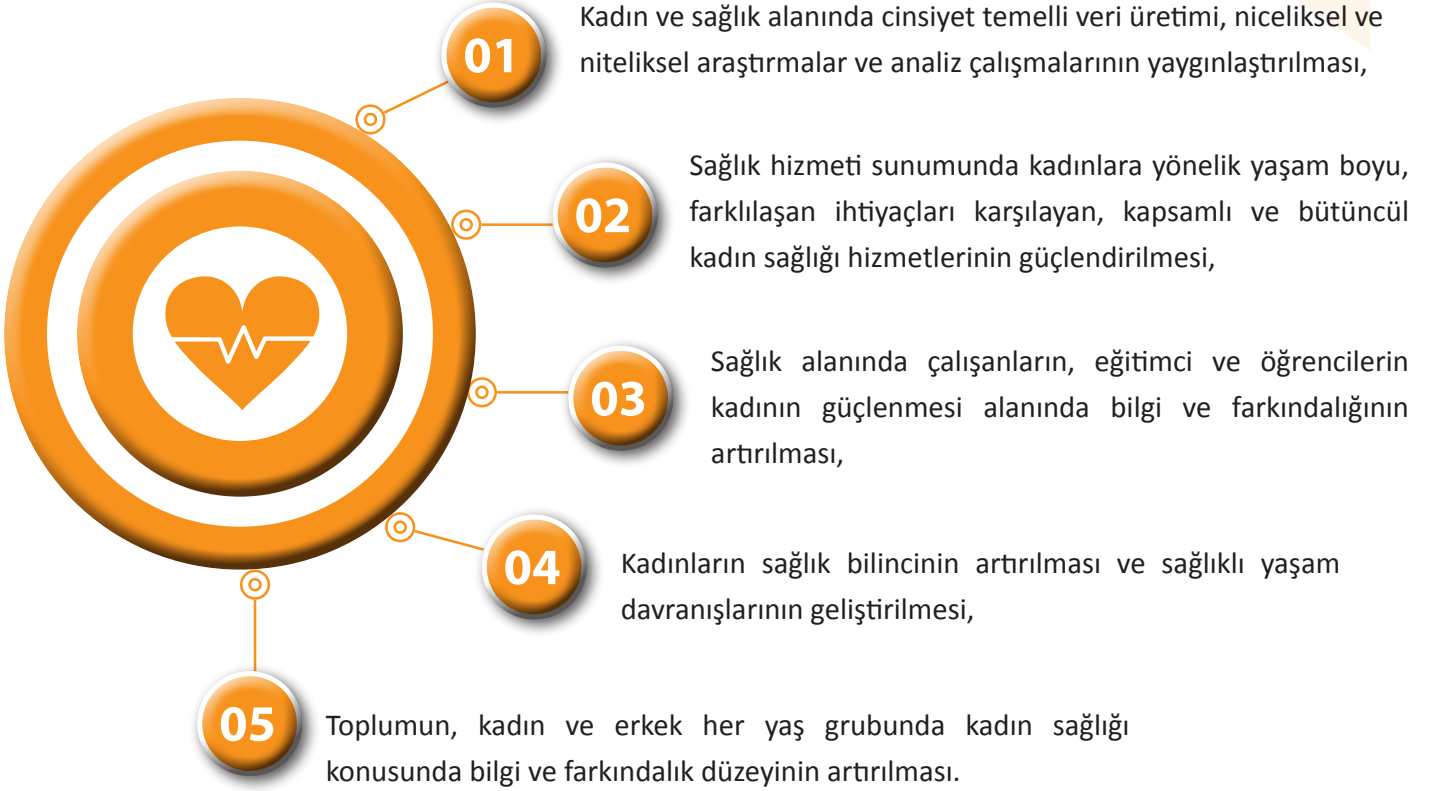 01
Kadın ve sağlık alanında cinsiyet temelli veri üretimi, niceliksel ve
niteliksel araştırmalar ve analiz çalışmalarının yaygınlaştırılması,
02
Sağlık hizmeti sunumunda kadınlara yönelik yaşam boyu,
farklılaşan ihtiyaçları karşılayan, kapsamlı ve bütüncül
kadın sağlığı hizmetlerinin güçlendirilmesi,
03
Sağlık alanında çalışanların, eğitimci ve öğrencilerin
kadının güçlenmesi alanında bilgi ve farkındalığının
artırılması,
04
Kadınların sağlık bilincinin artırılması ve sağlıklı yaşam
davranışlarının geliştirilmesi,
05
Toplumun, kadın ve erkek her yaş grubunda kadın sağlığı
konusunda bilgi ve farkındalık düzeyinin artırılması.